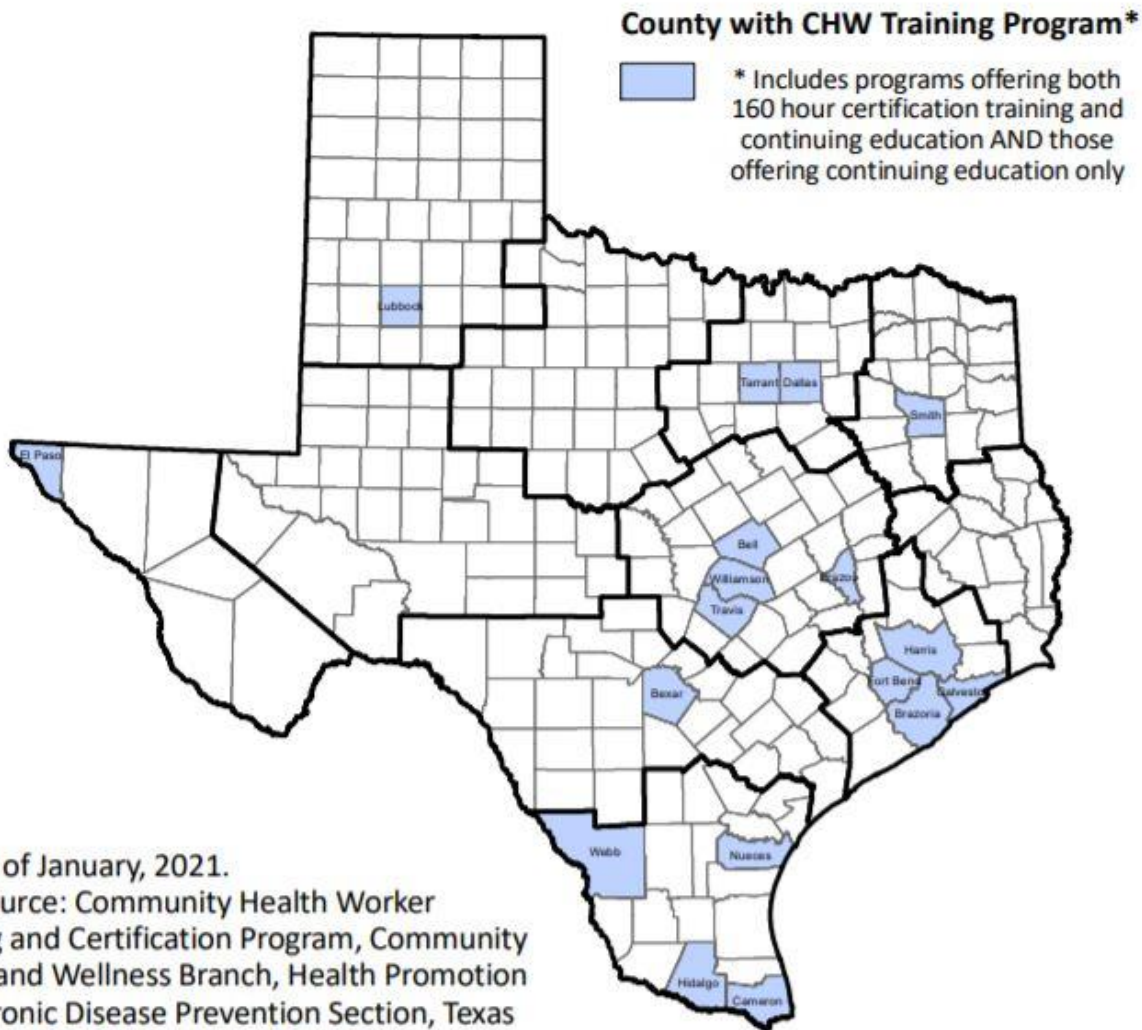 County with CHW Training Program*
* Includes programs offering both
160 hour certification training and
continuing education AND those
offering continuing education only
Lubbock
Tarrant Dallas
Smith
El Paso
Bell
Williamson
Brazos
Travis
Harris
Fort Bend
Galveston
Bexar
Brazoria
Webb
Nueces
Hidalgo
Cameron
of January, 2021.
urce: Community Health Worker
g and Certification Program, Community
and Wellness Branch, Health Promotion
ronic Disease Prevention Section, Texas